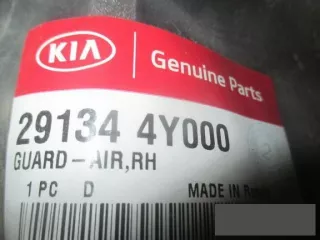 KIA
Genuine Parts
29134 4Y000
GUARD-AIR,RH
1 PC D
MADE IN